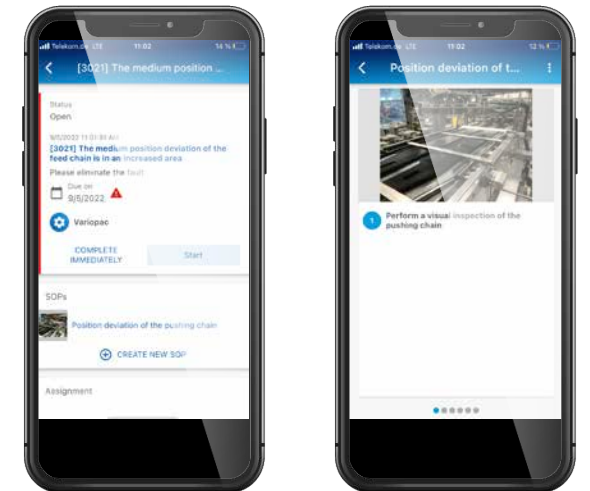 Telekom.de LTE 11:02 14 %
[3021] The medium position ...
Status
Open
9/5/2022 11:01:51 AM
[3021] The medium position deviation of the
feed chain is in an increased area
Please eliminate the fault
Due on
9/5/2022
Variopac
COMPLETE
IMMEDIATELY
Start
SOPs
Position deviation of the pushing chain
CREATE NEW SOP
Assignment
Telekom.de LTE 11:02 12 %
Position deviation of t...
1 Perform a visual inspection of the
pushing chain